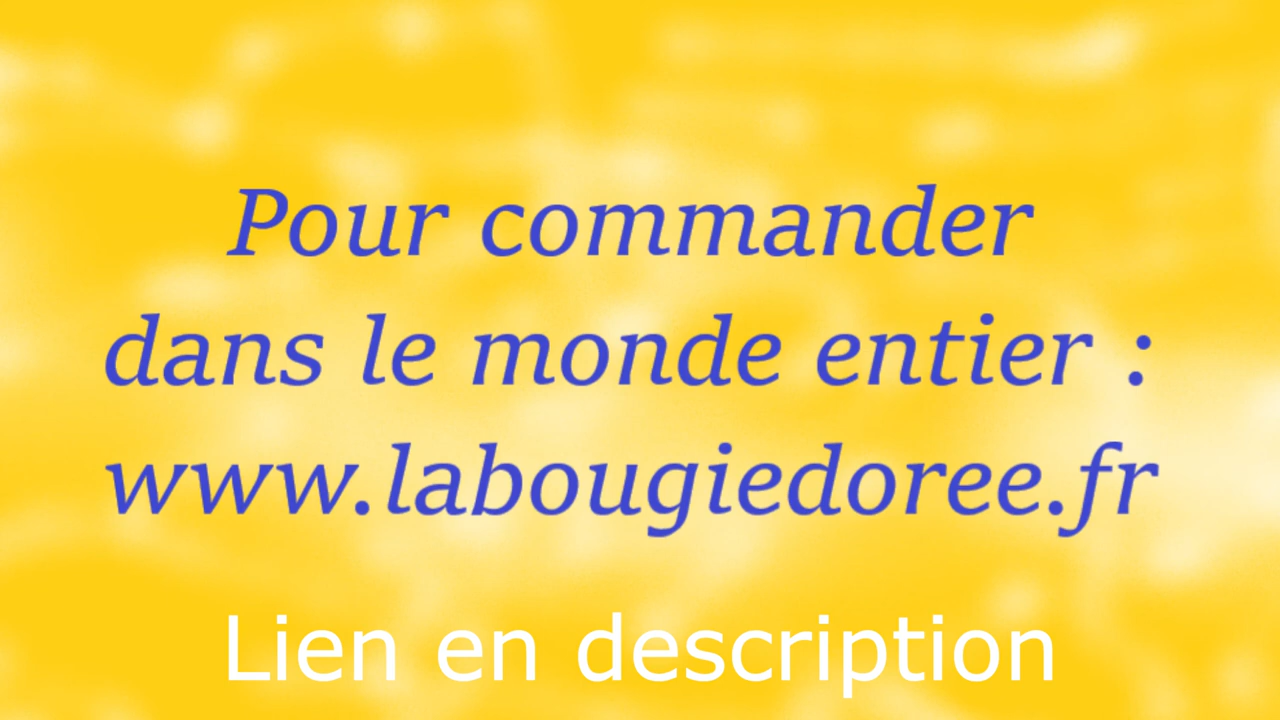 Pour commander
dans le monde entier :
www.labougiedoree.fr
Lien en description